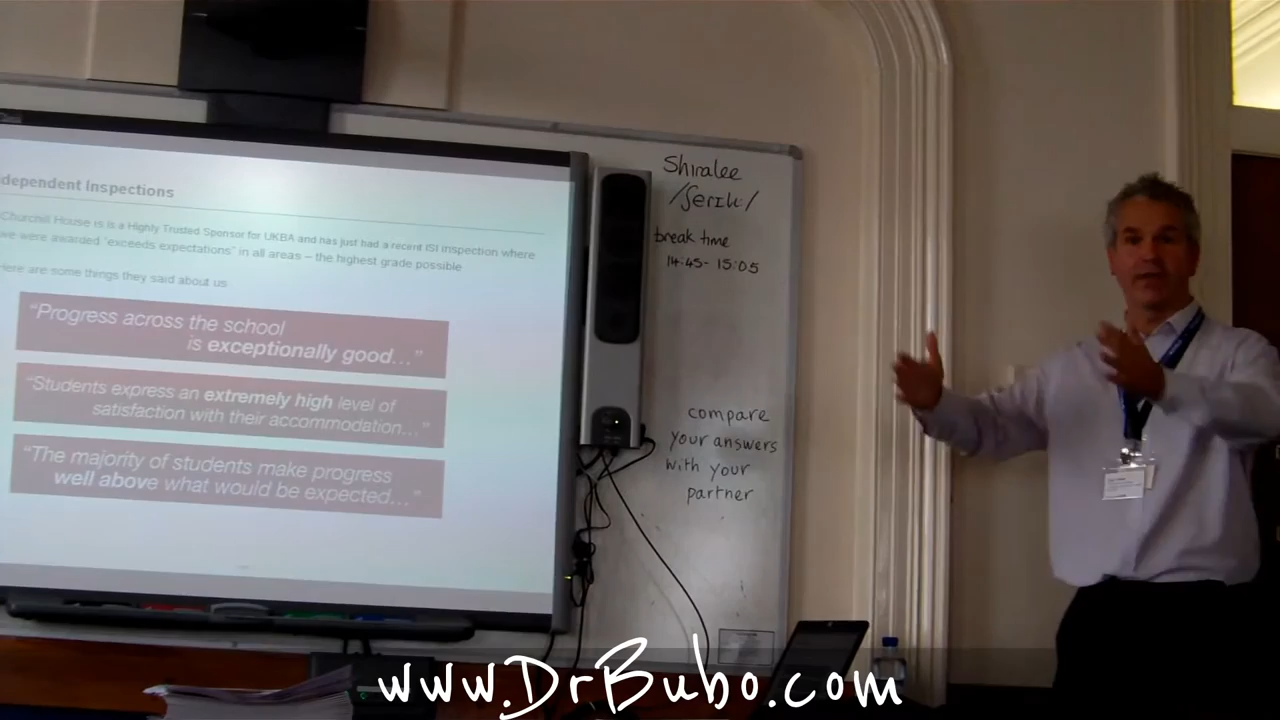 dependent Inspections
Churchill House is is a Highly Trusted Sponsor for UKBA and has just had a recent ISI inspection where
we were awarded "exceeds expectations" in all areas – the highest grade possible
Here are some things they said about us
"Progress across the school
is exceptionally good..."
"Students express an extremely high level of
satisfaction with their accommodation..."
"The majority of students make progress
well above what would be expected..."
Shiralee
break time
14:45- 15:05
compare
your answers
with your
partner
www.DrBubo.com